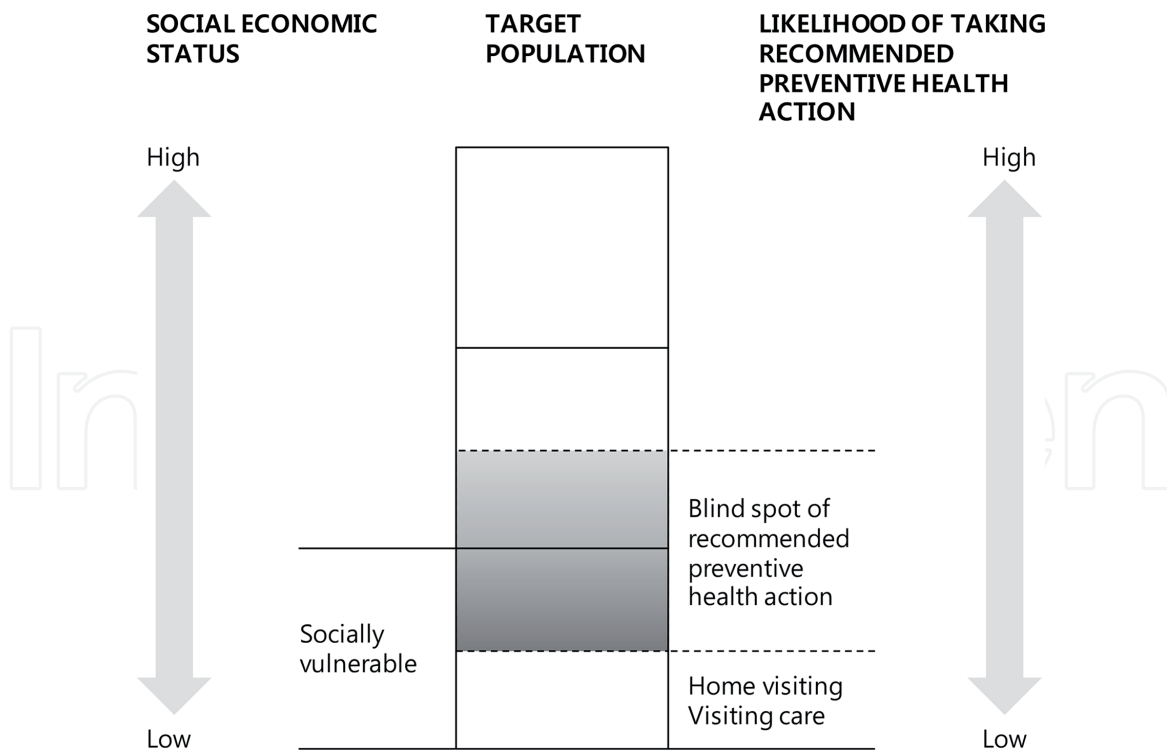 SOCIAL ECONOMIC
STATUS
TARGET
POPULATION
LIKELIHOOD OF TAKING
RECOMMENDED
PREVENTIVE HEALTH
ACTION
High
High
Blind spot of
recommended
preventive
health action
Socially
vulnerable
Home visiting
Visiting care
Low
Low